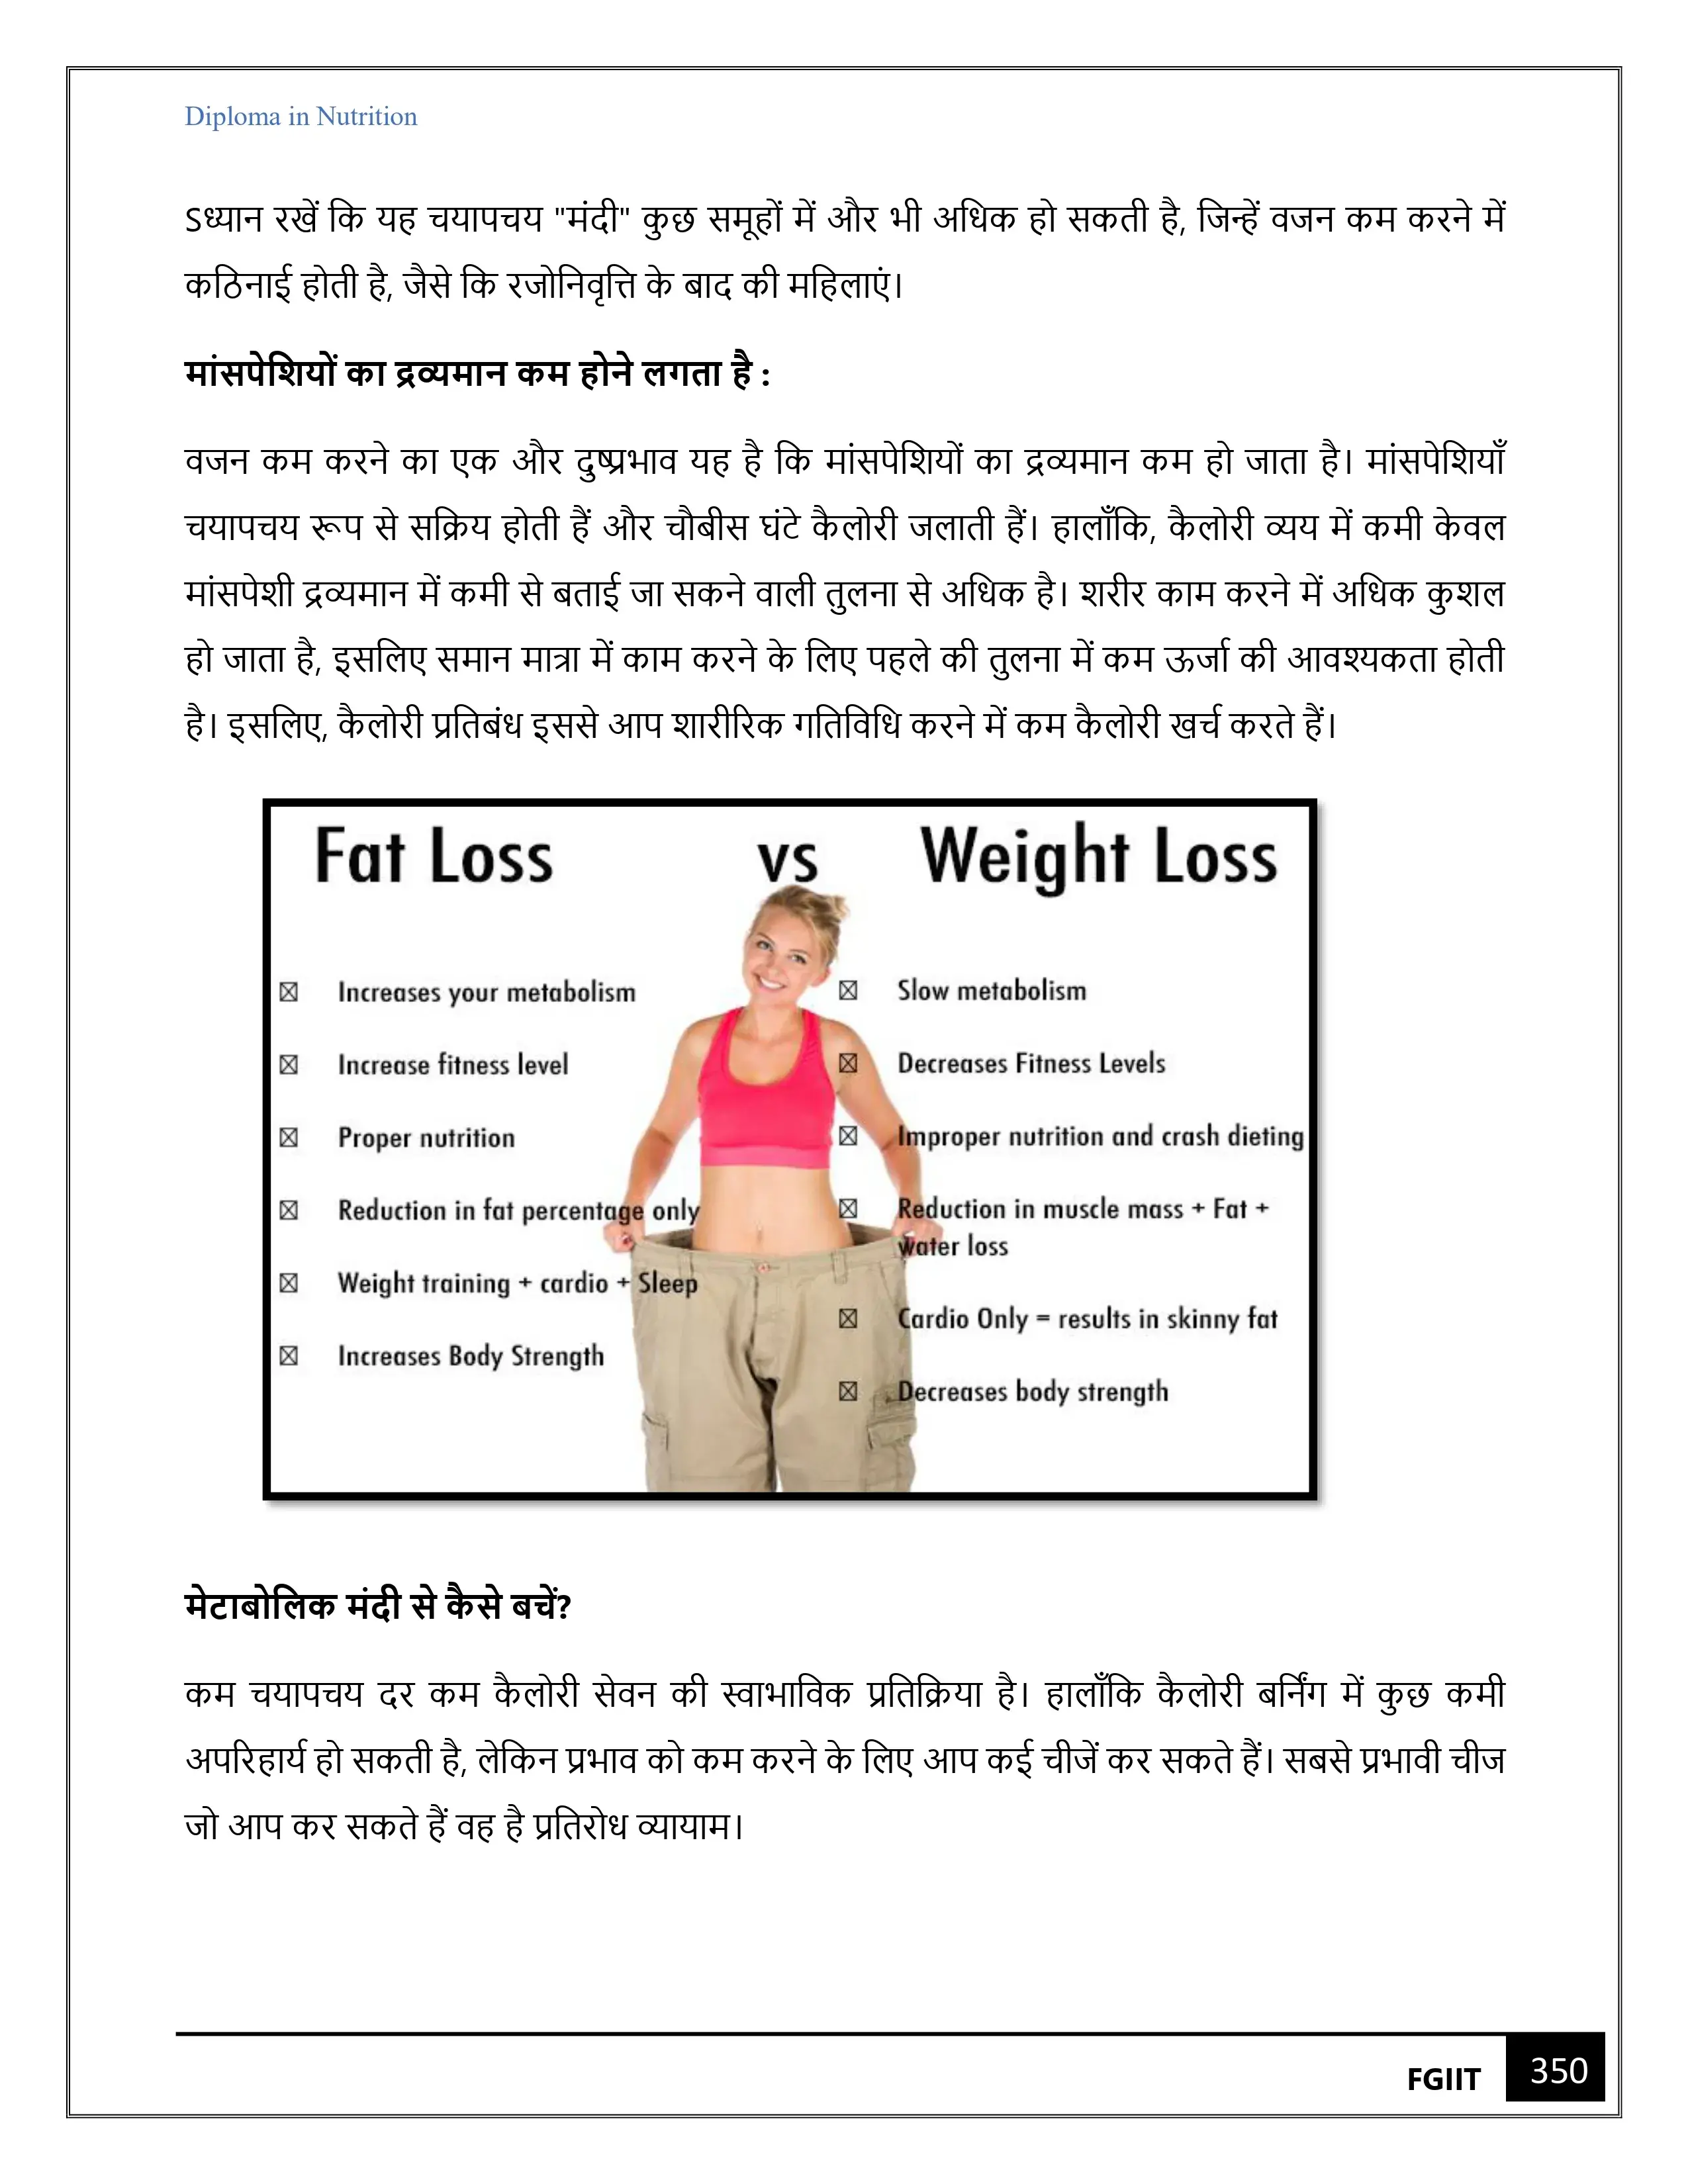 Diploma in Nutrition
Sध्यान रखें कि यह चयापचय "मंदी" कुछ समूहों में और भी अधिक हो सकती है, जिन्हें वजन कम करने में
कठिनाई होती है, जैसे कि रजोनिवृत्ति के बाद की महिलाएं।
मांसपेशियों का द्रव्यमान कम होने लगता है :
वजन कम करने का एक और दुष्प्रभाव यह है कि मांसपेशियों का द्रव्यमान कम हो जाता है। मांसपेशियाँ
चयापचय रूप से सक्रिय होती हैं और चौबीस घंटे कैलोरी जलाती हैं। हालाँकि, कैलोरी व्यय में कमी केवल
मांसपेशी द्रव्यमान में कमी से बताई जा सकने वाली तुलना से अधिक है। शरीर काम करने में अधिक कुशल
हो जाता है, इसलिए समान मात्रा में काम करने के लिए पहले की तुलना में कम ऊर्जा की आवश्यकता होती
है। इसलिए, कैलोरी प्रतिबंध इससे आप शारीरिक गतिविधि करने में कम कैलोरी खर्च करते हैं।
Fat Loss vs Weight Loss
☒ Increases your metabolism
☒ Increase fitness level
☒ Proper nutrition
☒ Reduction in fat percentage only
☒ Weight training + cardio + Sleep
☒ Increases Body Strength
☒ Slow metabolism
☒ Decreases Fitness Levels
☒ Improper nutrition and crash dieting
☒ Reduction in muscle mass + Fat +
water loss
☒ Cardio Only = results in skinny fat
☒ Decreases body strength
मेटाबोलिक मंदी से कैसे बचें?
कम चयापचय दर कम कैलोरी सेवन की स्वाभाविक प्रतिक्रिया है। हालाँकि कैलोरी बर्निंग में कुछ कमी
अपरिहार्य हो सकती है, लेकिन प्रभाव को कम करने के लिए आप कई चीजें कर सकते हैं। सबसे प्रभावी चीज
जो आप कर सकते हैं वह है प्रतिरोध व्यायाम।
FGIIT 350